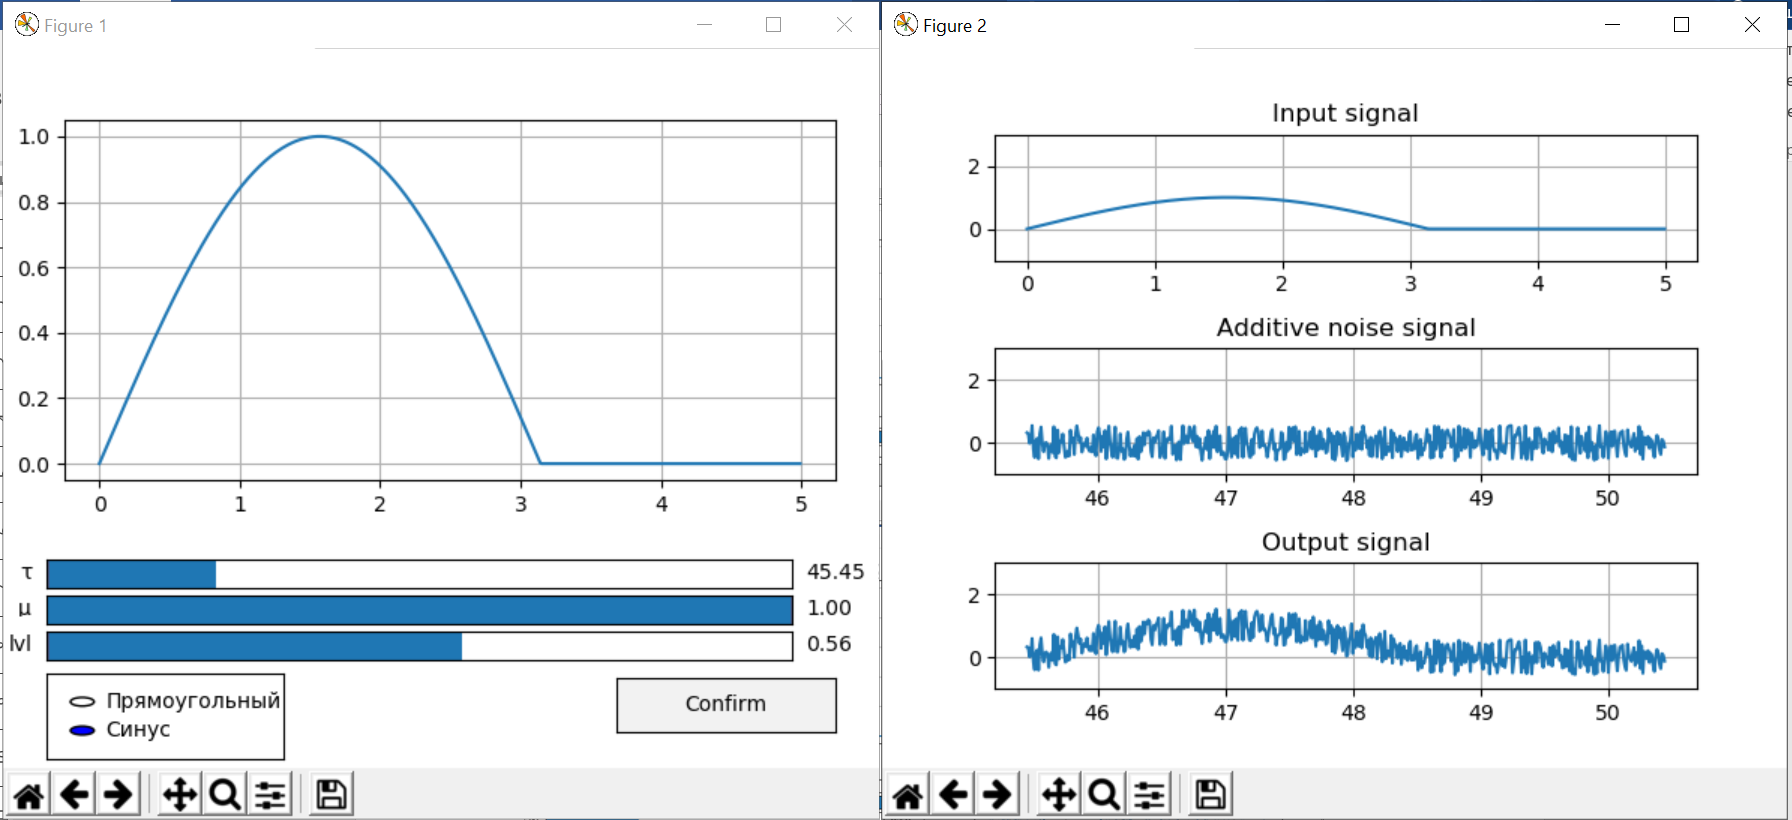 Figure 1
1.0
0.8
0.6
0.4
0.2
0.0
0 1 2 3 4 5
τ 45.45
μ 1.00
lvl 0.56
Прямоугольный
Синус
Confirm
Figure 2
Input signal
2
0
0 1 2 3 4 5
Additive noise signal
2
0
46 47 48 49 50
Output signal
2
0
46 47 48 49 50